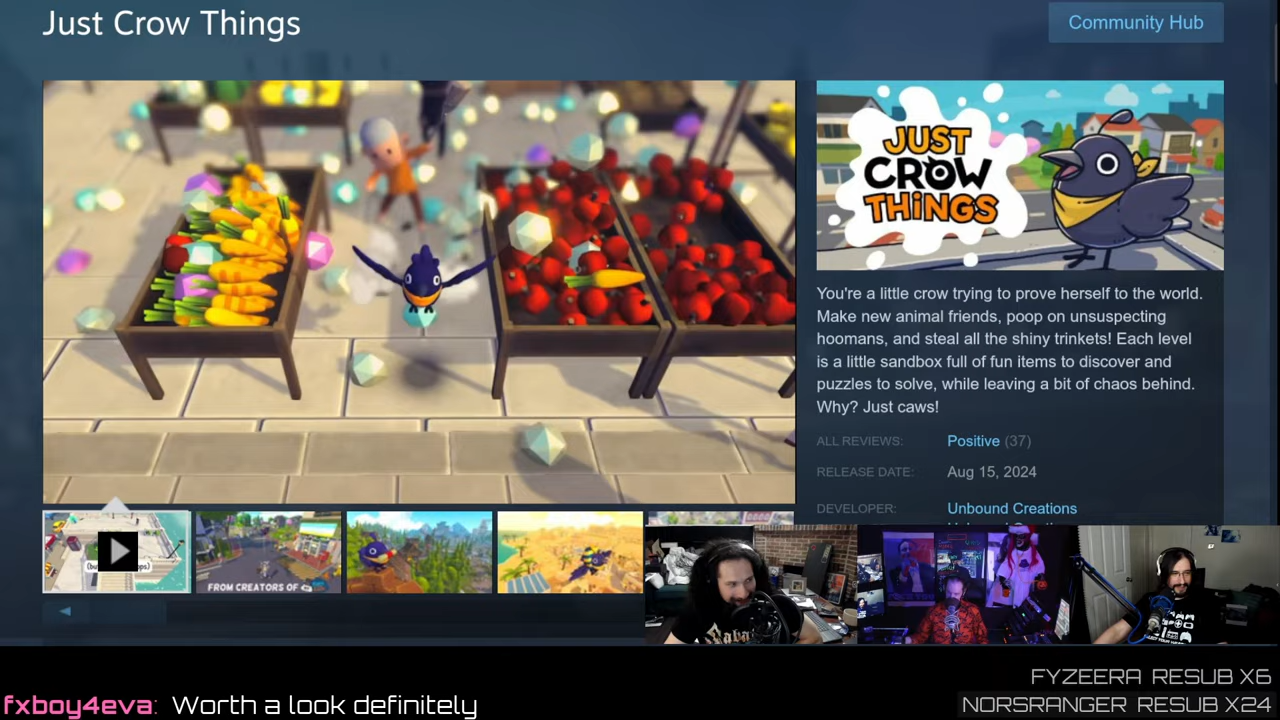 Just Crow Things
Community Hub
JUST
CROW
THINGS
You're a little crow trying to prove herself to the world.
Make new animal friends, poop on unsuspecting
hoomans, and steal all the shiny trinkets! Each level
is a little sandbox full of fun items to discover and
puzzles to solve, while leaving a bit of chaos behind.
Why? Just caws!
ALL REVIEWS: Positive (37)
RELEASE DATE: Aug 15, 2024
DEVELOPER: Unbound Creations
FROM CREATORS OF
fxboy4eva: Worth a look definitely
FYZEERA RESUB X6
NORSRANGER RESUB X24